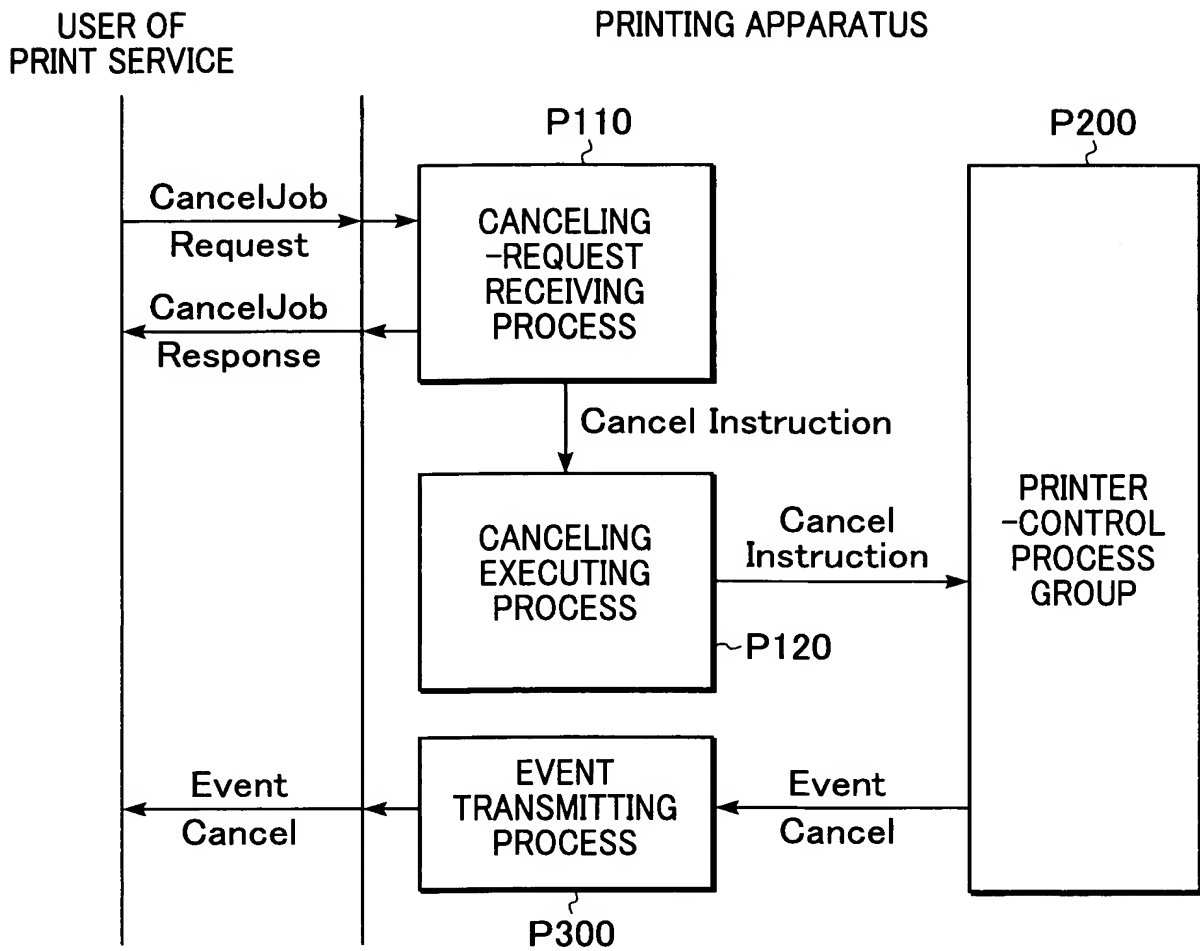 USER OF
PRINT SERVICE
PRINTING APPARATUS
P110
P200
CancelJob
Request
CancelJob
Response
CANCELING
-REQUEST
RECEIVING
PROCESS
Cancel Instruction
CANCELING
EXECUTING
PROCESS
Cancel
Instruction
P120
PRINTER
-CONTROL
PROCESS
GROUP
Event
Cancel
EVENT
TRANSMITTING
PROCESS
Event
Cancel
P300